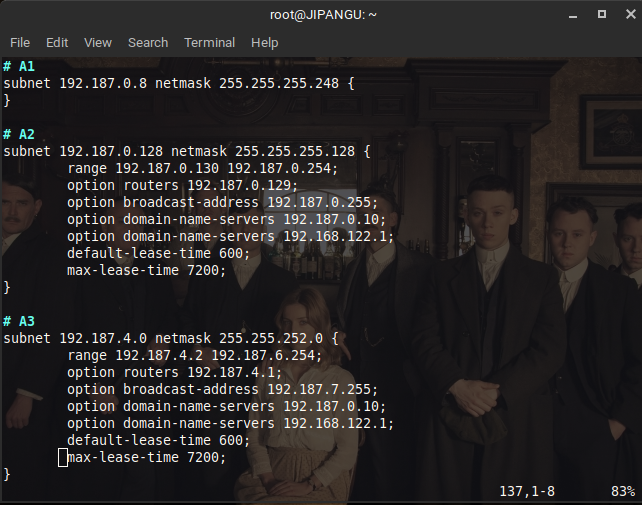 root@JIPANGU: ~
File Edit View Search Terminal Help
# A1
subnet 192.187.0.8 netmask 255.255.255.248 {
}
# A2
subnet 192.187.0.128 netmask 255.255.255.128 {
        range 192.187.0.130 192.187.0.254;
        option routers 192.187.0.129;
        option broadcast-address 192.187.0.255;
        option domain-name-servers 192.187.0.10;
        option domain-name-servers 192.168.122.1;
        default-lease-time 600;
        max-lease-time 7200;
}
# A3
subnet 192.187.4.0 netmask 255.255.252.0 {
        range 192.187.4.2 192.187.6.254;
        option routers 192.187.4.1;
        option broadcast-address 192.187.7.255;
        option domain-name-servers 192.187.0.10;
        option domain-name-servers 192.168.122.1;
        default-lease-time 600;
        max-lease-time 7200;
}
137,1-8 83%